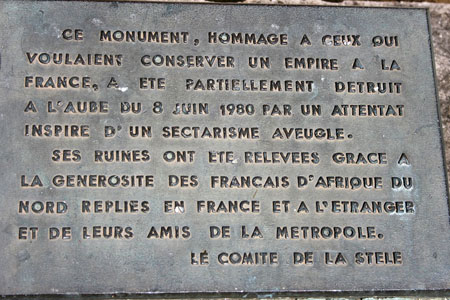 CE MONUMENT, HOMMAGE A CEUX QUI
VOULAIENT CONSERVER UN EMPIRE A LA
FRANCE, A ETE PARTIELLEMENT DETRUIT
A L'AUBE DU 8 JUIN 1980 PAR UN ATTENTAT
INSPIRE D'UN SECTARISME AVEUGLE.
SES RUINES ONT ETE RELEVEES GRACE A
LA GENEROSITE DES FRANCAIS D'AFRIQUE DU
NORD REPLIES EN FRANCE ET A L'ETRANGER
ET DE LEURS AMIS DE LA METROPOLE.
LE COMITE DE LA STELE